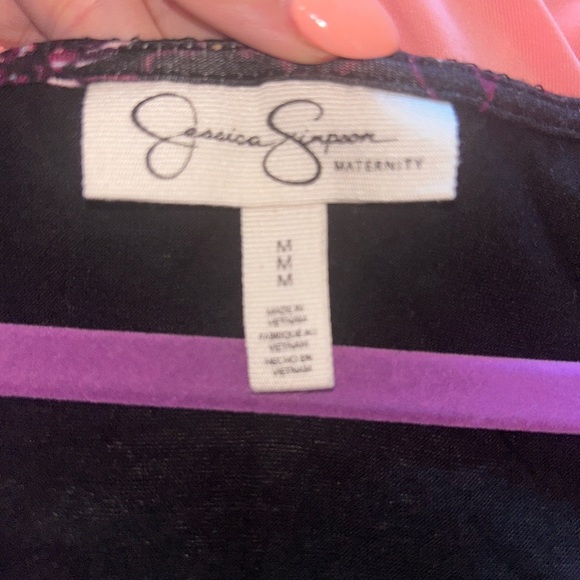 Jessica Simpson
MATERNITY
M
M
M
MADE IN
VIETNAM
FABRIQUE AU
VIETNAM
HECHO EN
VIETNAM